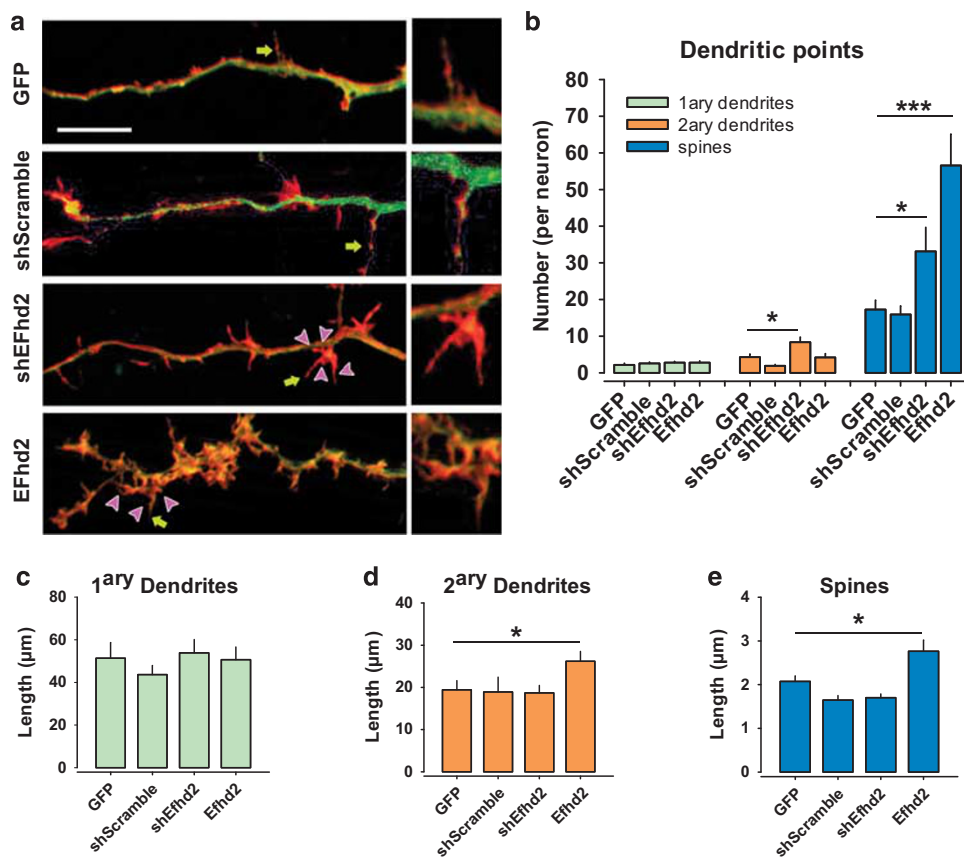 a
GFP
shScramble
shEFhd2
EFhd2
b
Dendritic points
Number (per neuron)
80
70
60
50
40
30
20
10
0
1ary dendrites
2ary dendrites
spines
*
*
***
GFP
shScramble
shEfhd2
Efhd2
GFP
shScramble
shEfhd2
Efhd2
GFP
shScramble
shEfhd2
Efhd2
c
1ary Dendrites
Length (µm)
80
60
40
20
0
GFP
shScramble
shEfhd2
Efhd2
d
2ary Dendrites
Length (µm)
40
30
20
10
0
*
GFP
shScramble
shEfhd2
Efhd2
e
Spines
Length (µm)
4
3
2
1
0
*
GFP
shScramble
shEfhd2
Efhd2